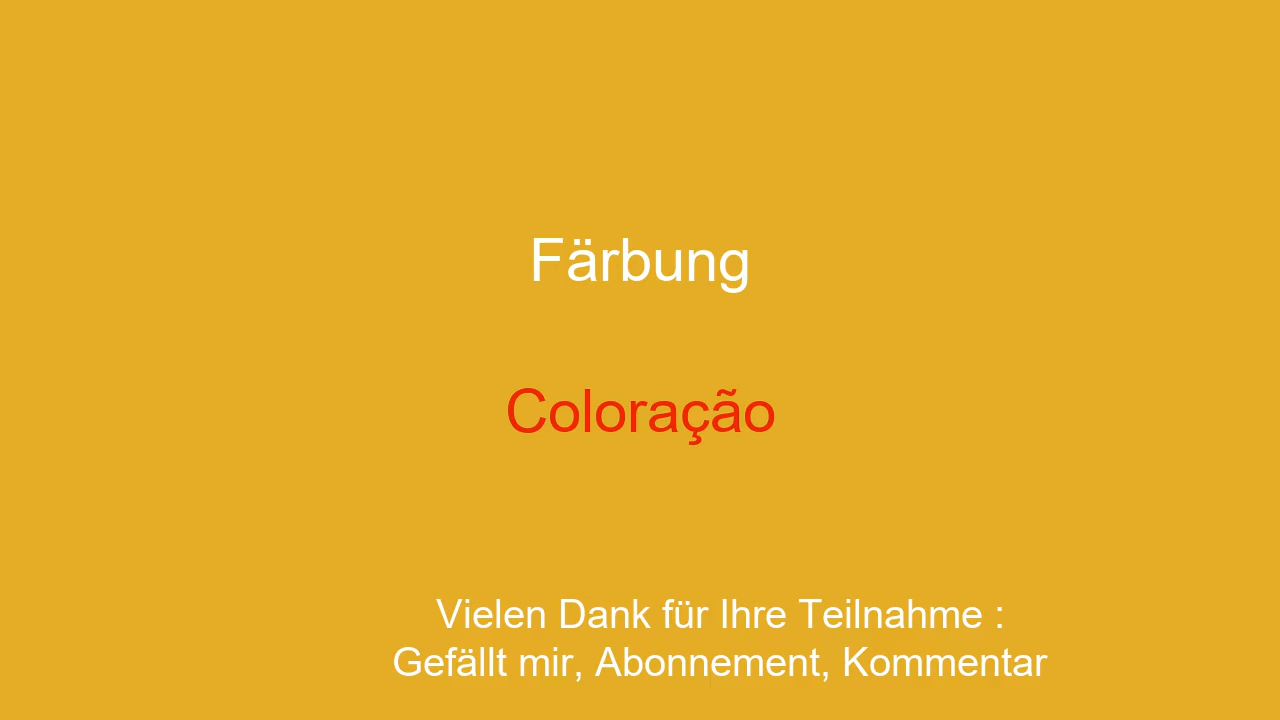 Färbung
Coloração
Vielen Dank für Ihre Teilnahme :
Gefällt mir, Abonnement, Kommentar